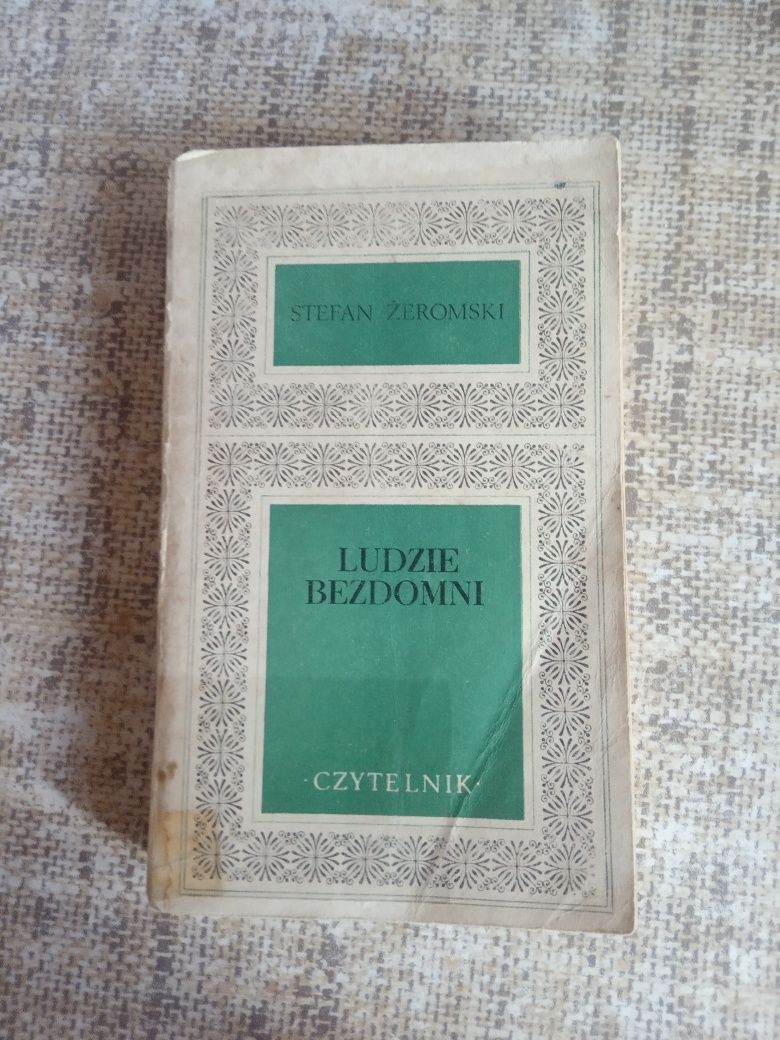 STEFAN ŻEROMSKI
LUDZIE
BEZDOMNI
· CZYTELNIK ·